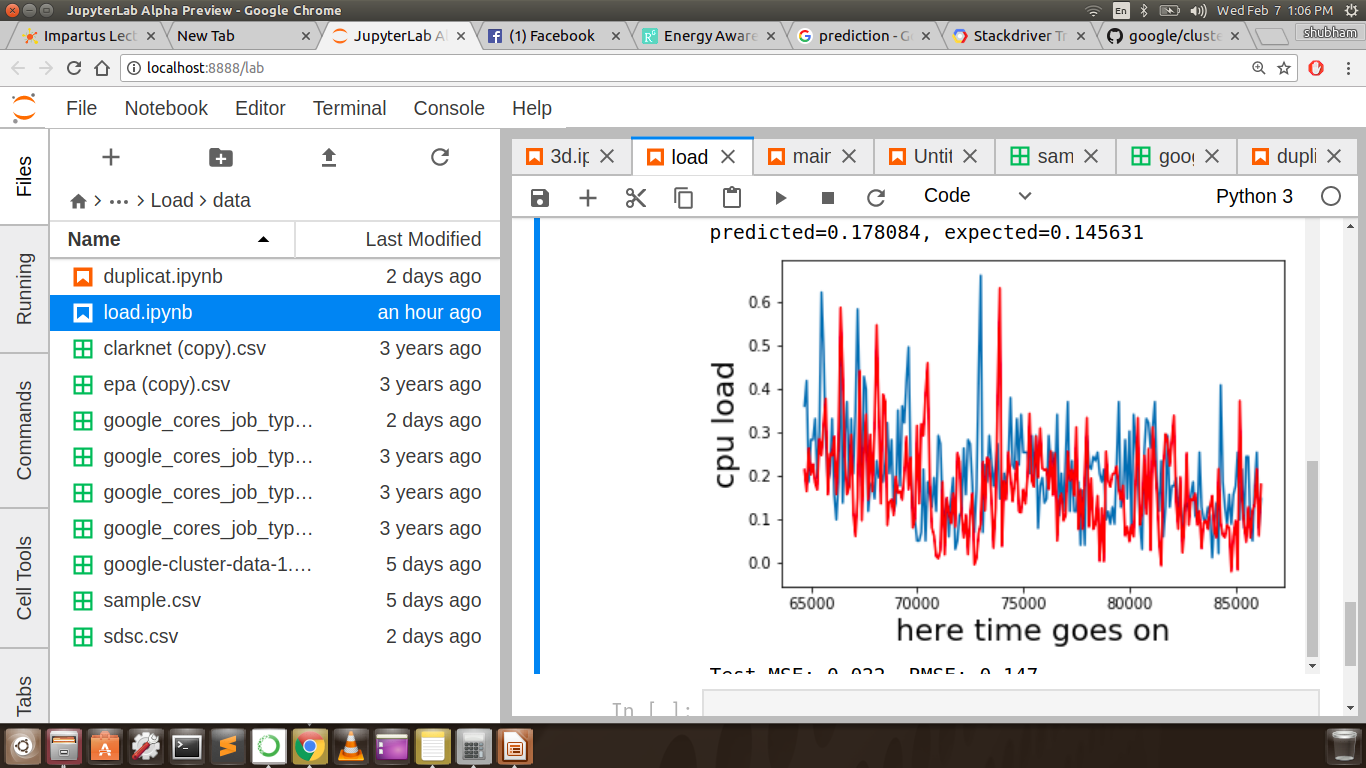 JupyterLab Alpha Preview - Google Chrome
En
Wed Feb 7 1:06 PM
Impartus Lect
New Tab
JupyterLab Al
(1) Facebook
Energy Aware
prediction - Go
Stackdriver Tr
google/cluste
shubham
localhost:8888/lab
File Notebook Editor Terminal Console Help
Files
Running
Commands
Cell Tools
Tabs
... > Load > data
Name Last Modified
duplicat.ipynb 2 days ago
load.ipynb an hour ago
clarknet (copy).csv 3 years ago
epa (copy).csv 3 years ago
google_cores_job_typ... 2 days ago
google_cores_job_typ... 3 years ago
google_cores_job_typ... 3 years ago
google_cores_job_typ... 3 years ago
google-cluster-data-1.... 5 days ago
sample.csv 5 days ago
sdsc.csv 2 days ago
3d.ip
load
main
Untit
sam
goog
dupli
Code Python 3
predicted=0.178084, expected=0.145631
cpu load
0.6
0.5
0.4
0.3
0.2
0.1
0.0
65000 70000 75000 80000 85000
here time goes on
Test MSE: 0.022, RMSE: 0.147
In [ ]: